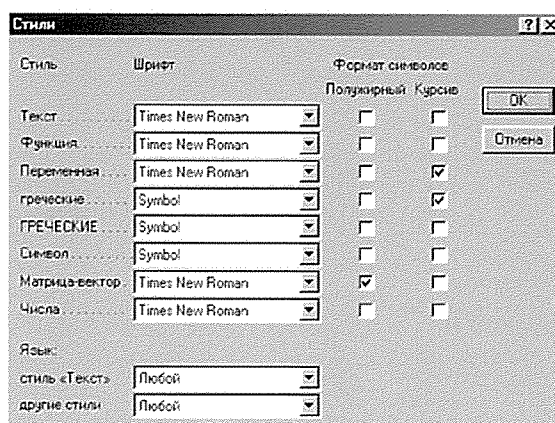 Стили
Стиль Шрифт Формат символов
Полужирный Курсив
OK
Текст Times New Roman
Отмена
Функция Times New Roman
Переменная Times New Roman
греческие Symbol
ГРЕЧЕСКИЕ Symbol
Символ Symbol
Матрица-вектор Times New Roman
Числа Times New Roman
Язык:
стиль «Текст» Любой
другие стили Любой